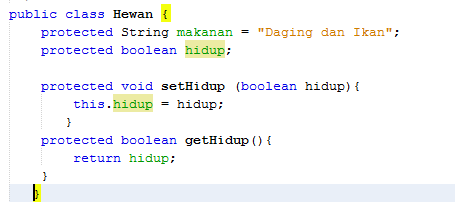 public class Hewan {
protected String makanan = "Daging dan Ikan";
protected boolean hidup;
protected void setHidup (boolean hidup){
this.hidup = hidup;
}
protected boolean getHidup(){
return hidup;
}
}